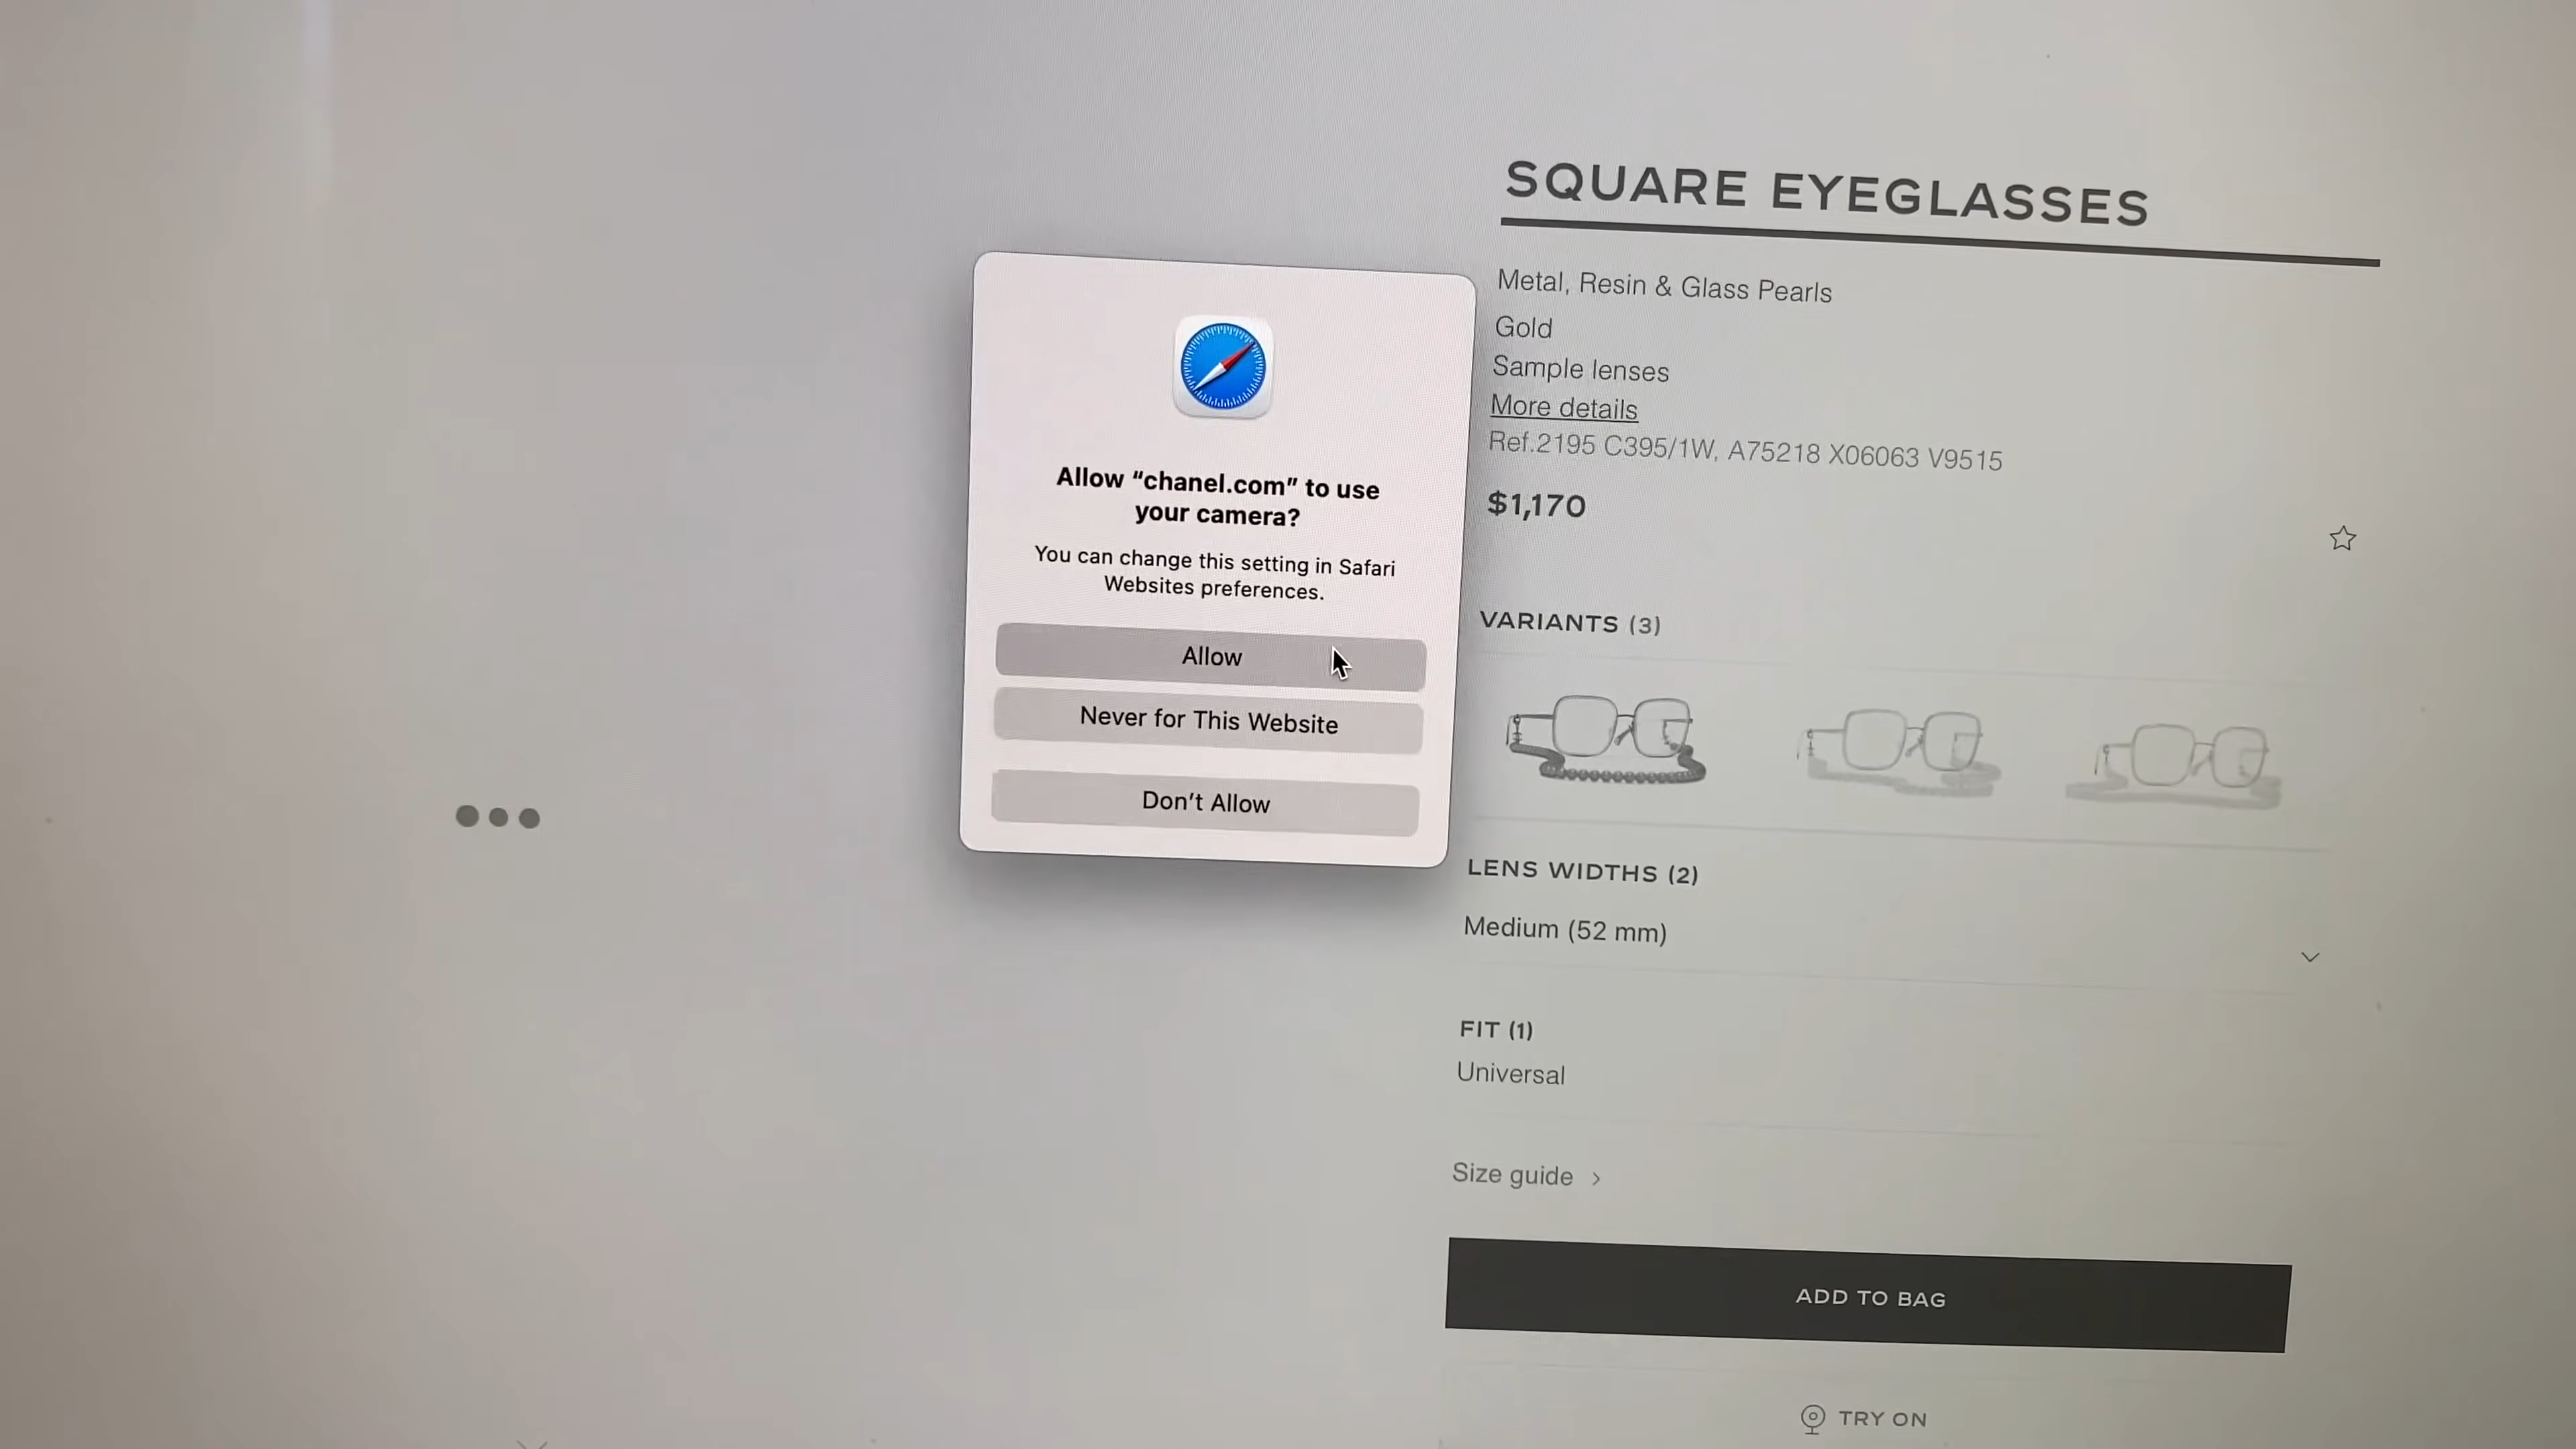 SQUARE EYEGLASSES
Metal, Resin & Glass Pearls
Gold
Sample lenses
More details
Ref.2195 C395/1W, A75218 X06063 V9515
$1,170
Allow “chanel.com” to use
your camera?
You can change this setting in Safari
Websites preferences.
Allow
Never for This Website
Don’t Allow
VARIANTS (3)
LENS WIDTHS (2)
Medium (52 mm)
FIT (1)
Universal
Size guide >
ADD TO BAG
TRY ON